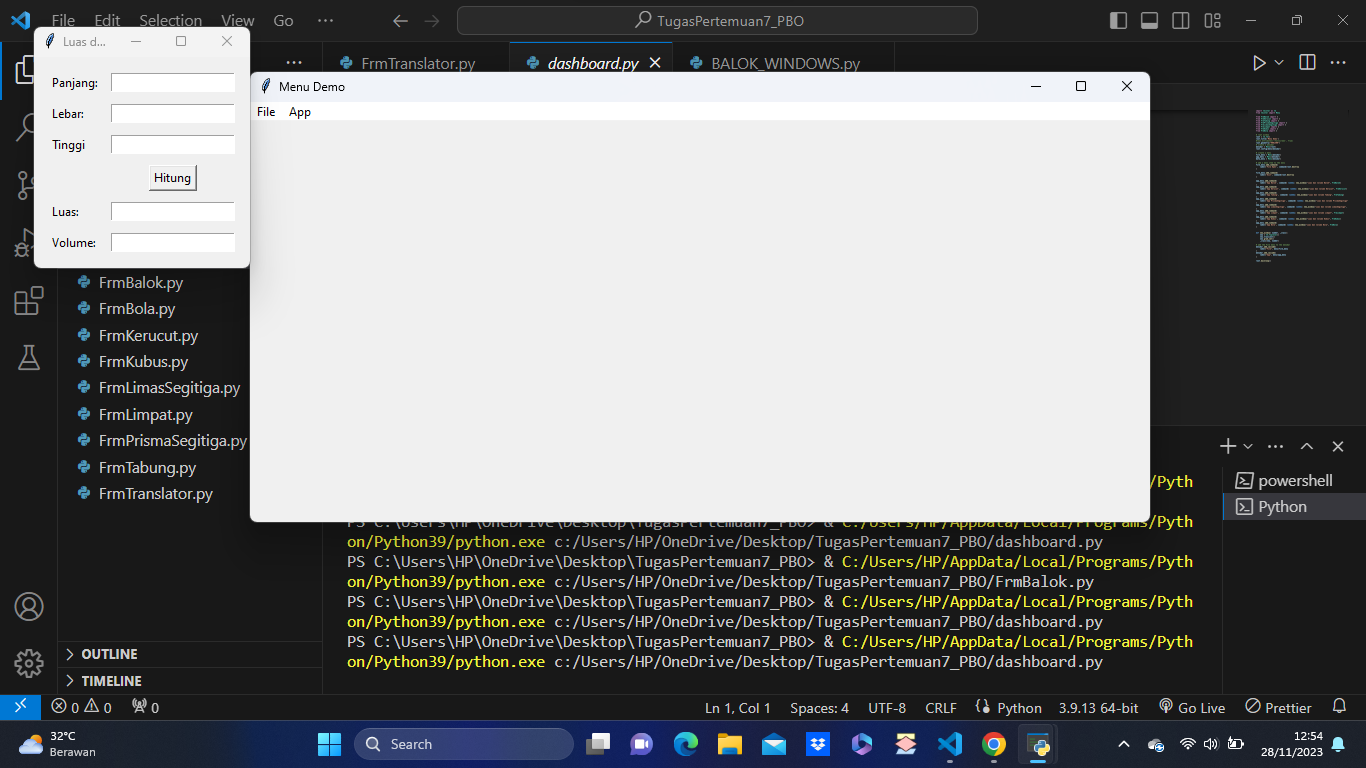 File Edit Selection View Go ··· TugasPertemuan7_PBO
Luas d...
Panjang:
Lebar:
Tinggi
Hitung
Luas:
Volume:
FrmTranslator.py dashboard.py BALOK_WINDOWS.py
Menu Demo
File App
FrmBalok.py
FrmBola.py
FrmKerucut.py
FrmKubus.py
FrmLimasSegitiga.py
FrmLimpat.py
FrmPrismaSegitiga.py
FrmTabung.py
FrmTranslator.py
OUTLINE
TIMELINE
/Pyth
PS C:\Users\HP\OneDrive\Desktop\TugasPertemuan7_PBO> & C:/Users/HP/AppData/Local/Programs/Pyth
on/Python39/python.exe c:/Users/HP/OneDrive/Desktop/TugasPertemuan7_PBO/dashboard.py
PS C:\Users\HP\OneDrive\Desktop\TugasPertemuan7_PBO> & C:/Users/HP/AppData/Local/Programs/Pyth
on/Python39/python.exe c:/Users/HP/OneDrive/Desktop/TugasPertemuan7_PBO/FrmBalok.py
PS C:\Users\HP\OneDrive\Desktop\TugasPertemuan7_PBO> & C:/Users/HP/AppData/Local/Programs/Pyth
on/Python39/python.exe c:/Users/HP/OneDrive/Desktop/TugasPertemuan7_PBO/dashboard.py
PS C:\Users\HP\OneDrive\Desktop\TugasPertemuan7_PBO> & C:/Users/HP/AppData/Local/Programs/Pyth
on/Python39/python.exe c:/Users/HP/OneDrive/Desktop/TugasPertemuan7_PBO/dashboard.py
powershell
Python
0 0 0 Ln 1, Col 1 Spaces: 4 UTF-8 CRLF Python 3.9.13 64-bit Go Live Prettier
32°C
Berawan
Search
12:54
28/11/2023